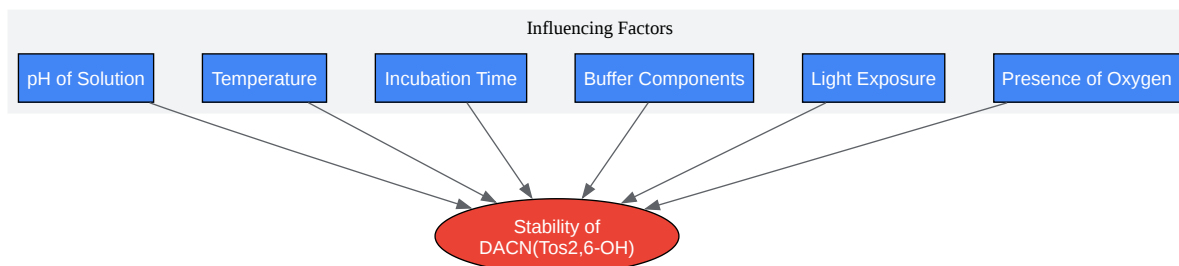 Influencing Factors
pH of Solution
Temperature
Incubation Time
Buffer Components
Light Exposure
Presence of Oxygen
Stability of
DACN(Tos2,6-OH)